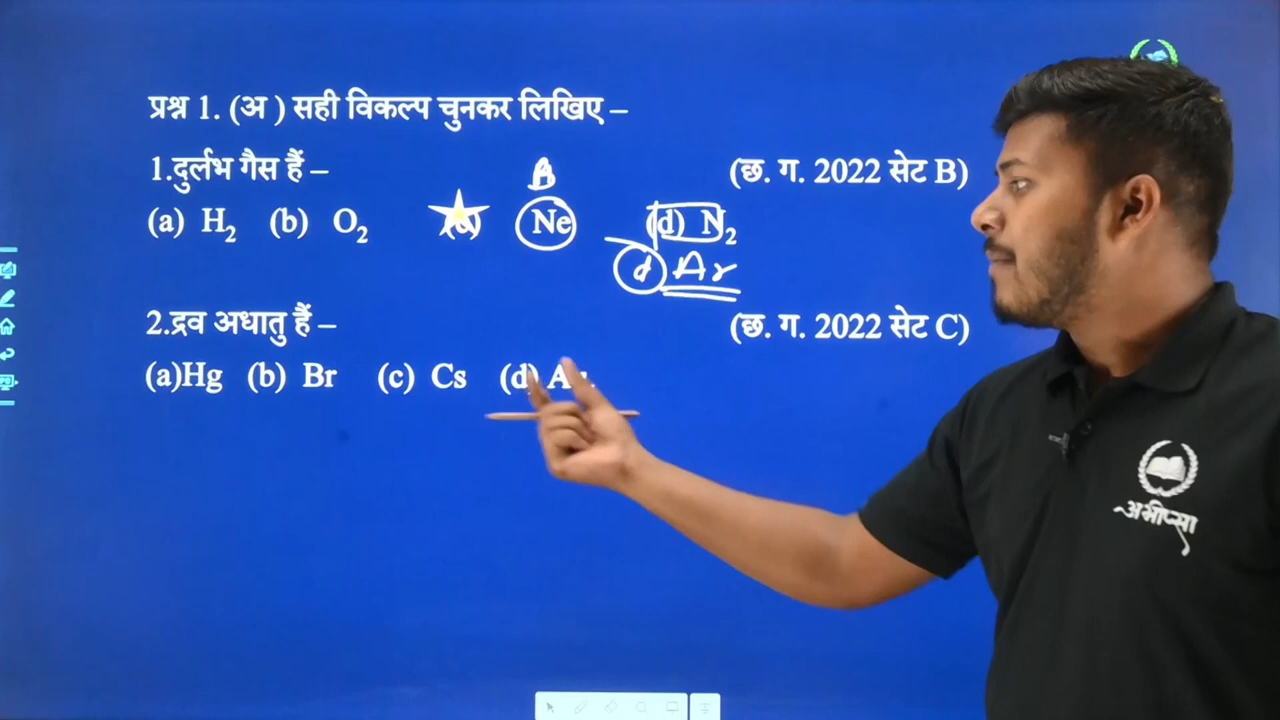 प्रश्न 1. (अ ) सही विकल्प चुनकर लिखिए –
1.दुर्लभ गैस हैं – (छ. ग. 2022 सेट B)
B
(a) H₂ (b) O₂ (c) Ne (d) N₂
d Ar
2.द्रव अधातु हैं – (छ. ग. 2022 सेट C)
(a)Hg (b) Br (c) Cs (d)
अभीप्सा